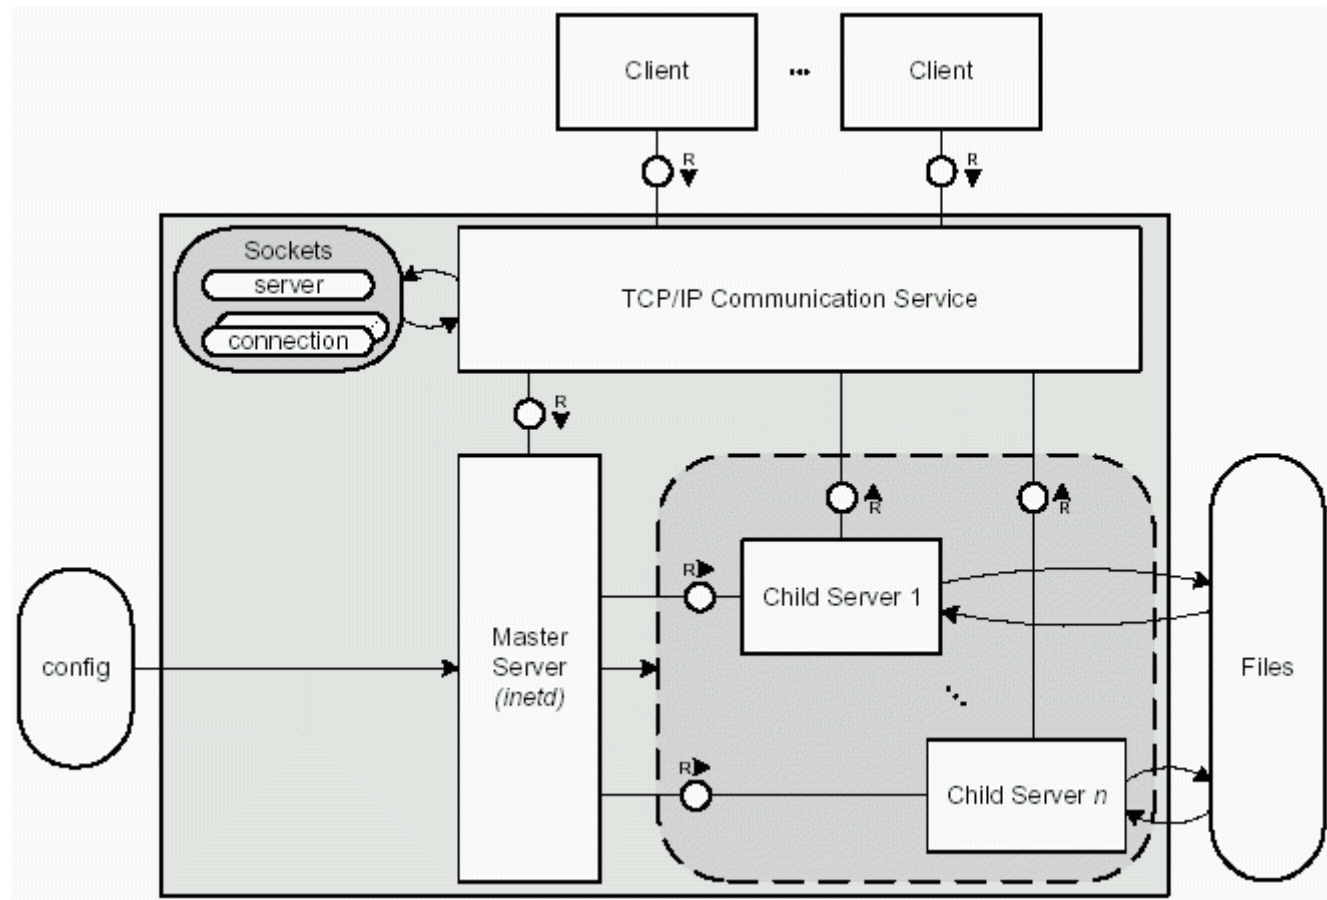 Client
...
Client
R
R
Sockets
server
connection
TCP/IP Communication Service
R
R
R
R
Child Server 1
Master
Server
(inetd)
config
Files
R
Child Server n